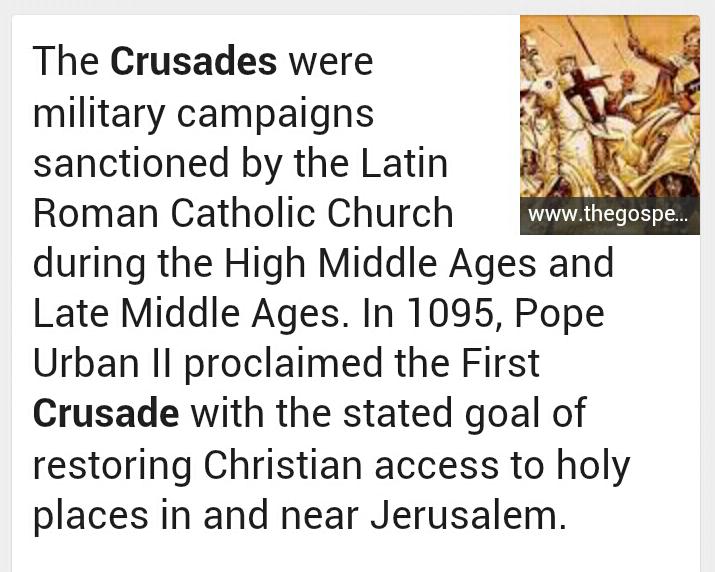 The Crusades were
military campaigns
sanctioned by the Latin
Roman Catholic Church
www.thegospe...
during the High Middle Ages and
Late Middle Ages. In 1095, Pope
Urban II proclaimed the First
Crusade with the stated goal of
restoring Christian access to holy
places in and near Jerusalem.